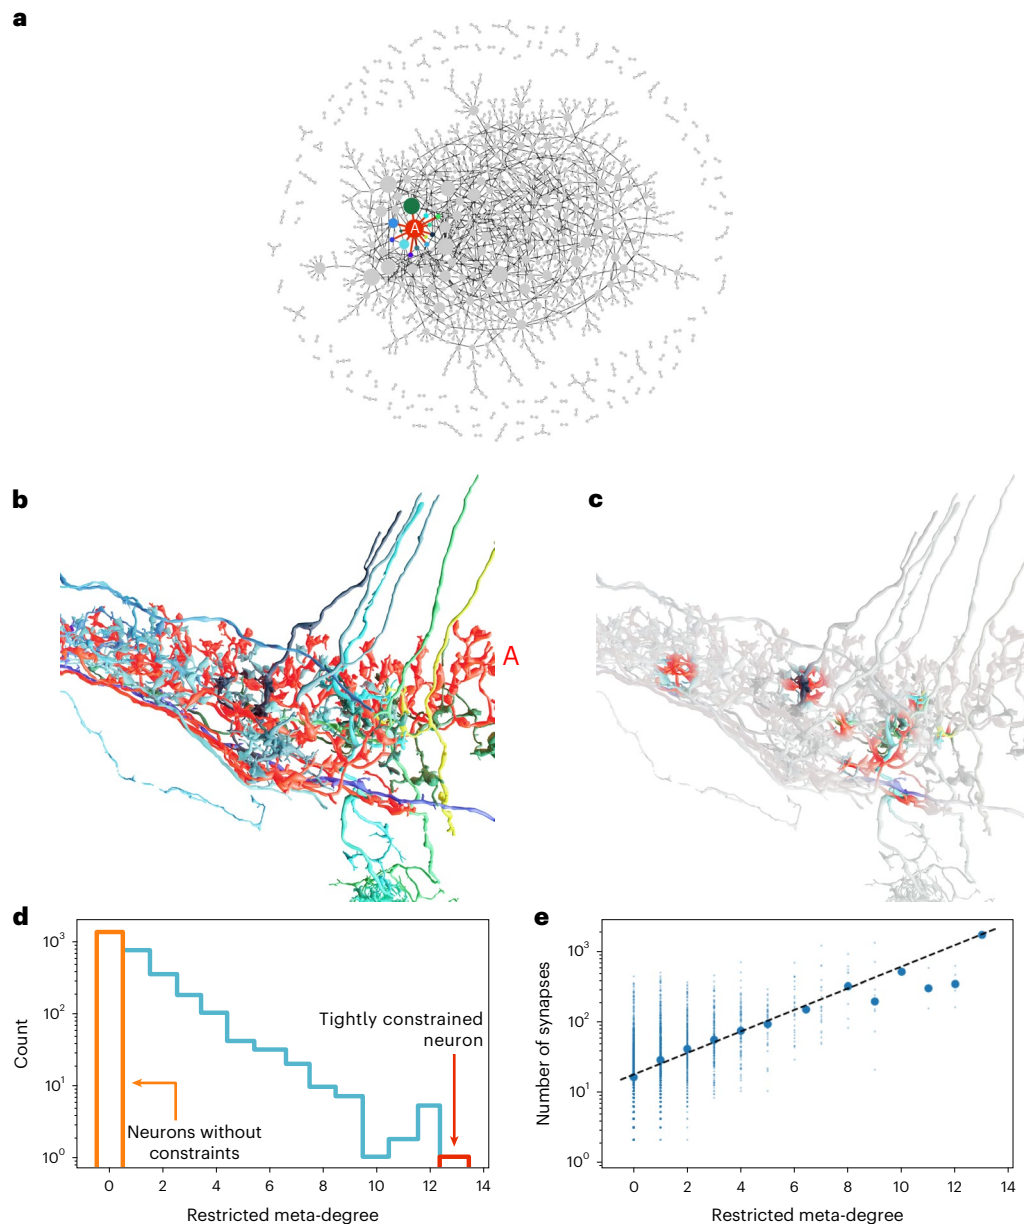 a
A
b
A
c
d
Count
10³
10²
10¹
10⁰
Tightly constrained
neuron
Neurons without
constraints
0 2 4 6 8 10 12 14
Restricted meta-degree
e
Number of synapses
10³
10²
10¹
10⁰
0 2 4 6 8 10 12 14
Restricted meta-degree